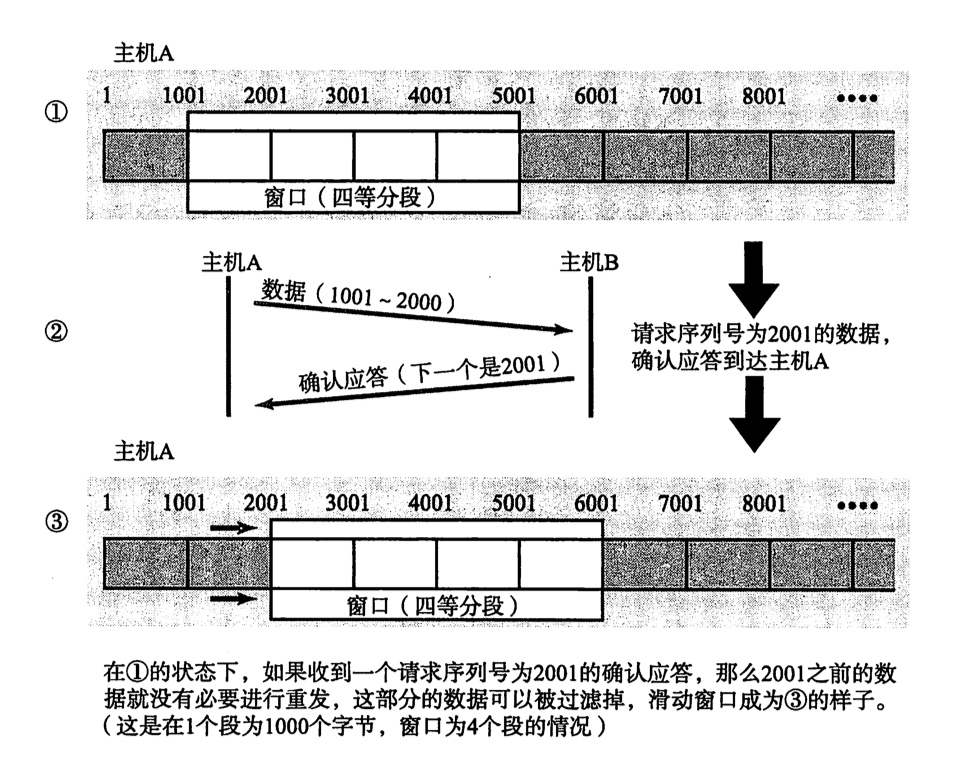 主机A
1 1001 2001 3001 4001 5001 6001 7001 8001 ••••
①
窗口（四等分段）
主机A 主机B
数据（1001～2000）
②
请求序列号为2001的数据，
确认应答到达主机A
确认应答（下一个是2001）
主机A
1 1001 2001 3001 4001 5001 6001 7001 8001 ••••
③
窗口（四等分段）
在①的状态下，如果收到一个请求序列号为2001的确认应答，那么2001之前的数
据就没有必要进行重发，这部分的数据可以被过滤掉，滑动窗口成为③的样子。
（这是在1个段为1000个字节，窗口为4个段的情况）